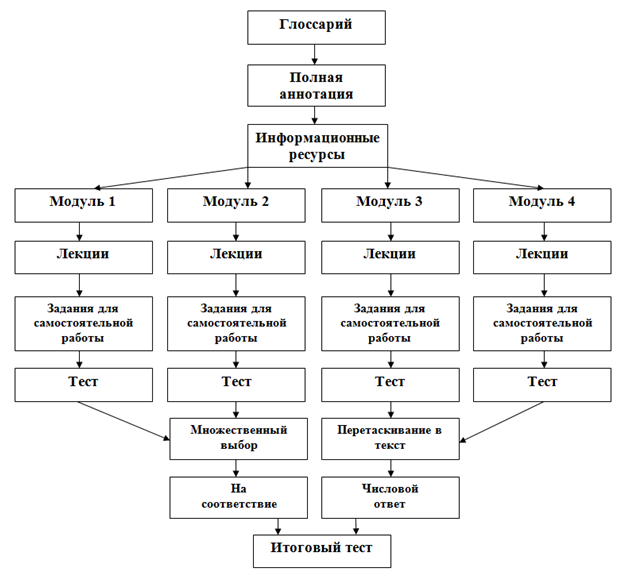 Глоссарий
Полная
аннотация
Информационные
ресурсы
Модуль 1
Модуль 2
Модуль 3
Модуль 4
Лекции
Лекции
Лекции
Лекции
Задания для
самостоятельной
работы
Задания для
самостоятельной
работы
Задания для
самостоятельной
работы
Задания для
самостоятельной
работы
Тест
Тест
Тест
Тест
Множественный
выбор
Перетаскивание в
текст
На
соответствие
Числовой
ответ
Итоговый тест